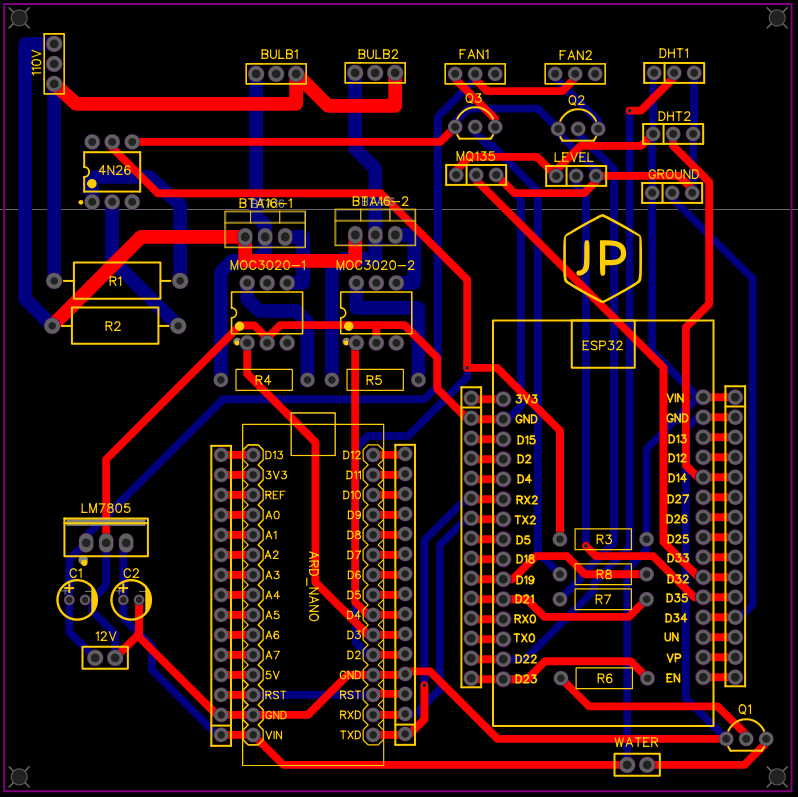 110V
BULB1
BULB2
FAN1
FAN2
DHT1
Q3
Q2
DHT2
4N26
MQ135
LEVEL
GROUND
BTA16-1
BTA16-2
JP
MOC3020-1
MOC3020-2
R1
R2
ESP32
R4
R5
3V3
GND
D15
D2
D4
RX2
TX2
D5
D18
D19
D21
RX0
TX0
D22
D23
VIN
GND
D13
D12
D14
D27
D26
D25
D33
D32
D35
D34
UN
VP
EN
R3
R8
R7
R6
D13
3V3
REF
A0
A1
A2
A3
A4
A5
A6
A7
5V
RST
GND
VIN
ARD_NANO
D12
D11
D10
D9
D8
D7
D6
D5
D4
D3
D2
GND
RST
RXD
TXD
LM7805
C1
C2
12V
Q1
WATER